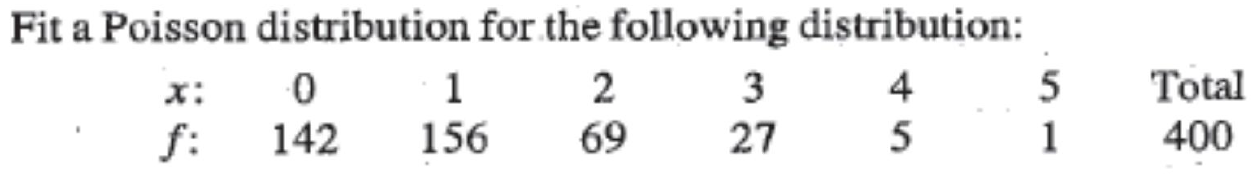 Fit a Poisson distribution for the following distribution:
x: 0 1 2 3 4 5 Total
f: 142 156 69 27 5 1 400